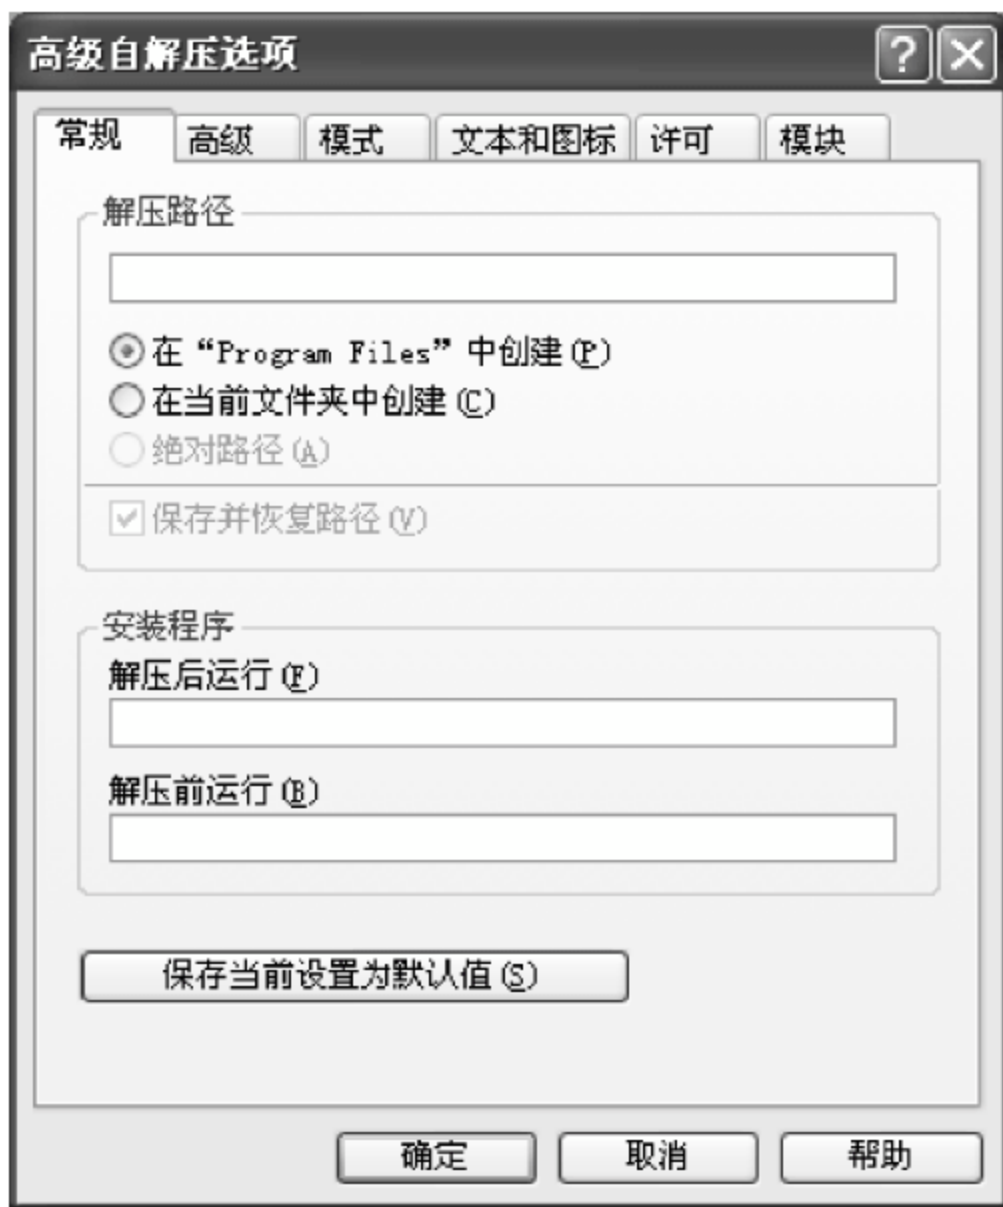 高级自解压选项
常规 高级 模式 文本和图标 许可 模块
解压路径
在“Program Files”中创建(P)
在当前文件夹中创建(C)
绝对路径(A)
保存并恢复路径(V)
安装程序
解压后运行(F)
解压前运行(B)
保存当前设置为默认值(S)
确定 取消 帮助